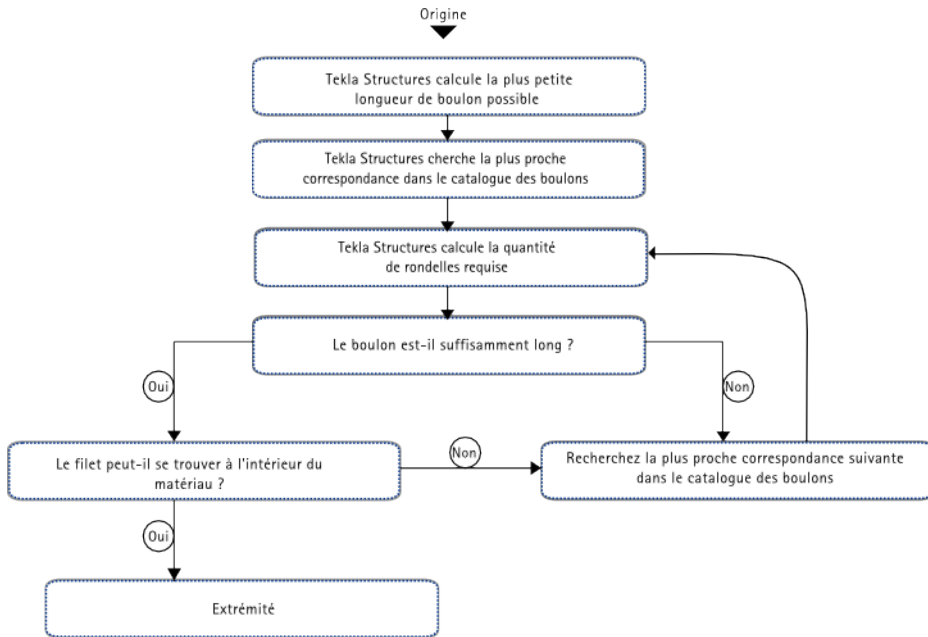 Origine
Tekla Structures calcule la plus petite
longueur de boulon possible
Tekla Structures cherche la plus proche
correspondance dans le catalogue des boulons
Tekla Structures calcule la quantité
de rondelles requise
Le boulon est-il suffisamment long ?
Oui
Non
Le filet peut-il se trouver à l'intérieur du
matériau ?
Non
Recherchez la plus proche correspondance suivante
dans le catalogue des boulons
Oui
Extrémité